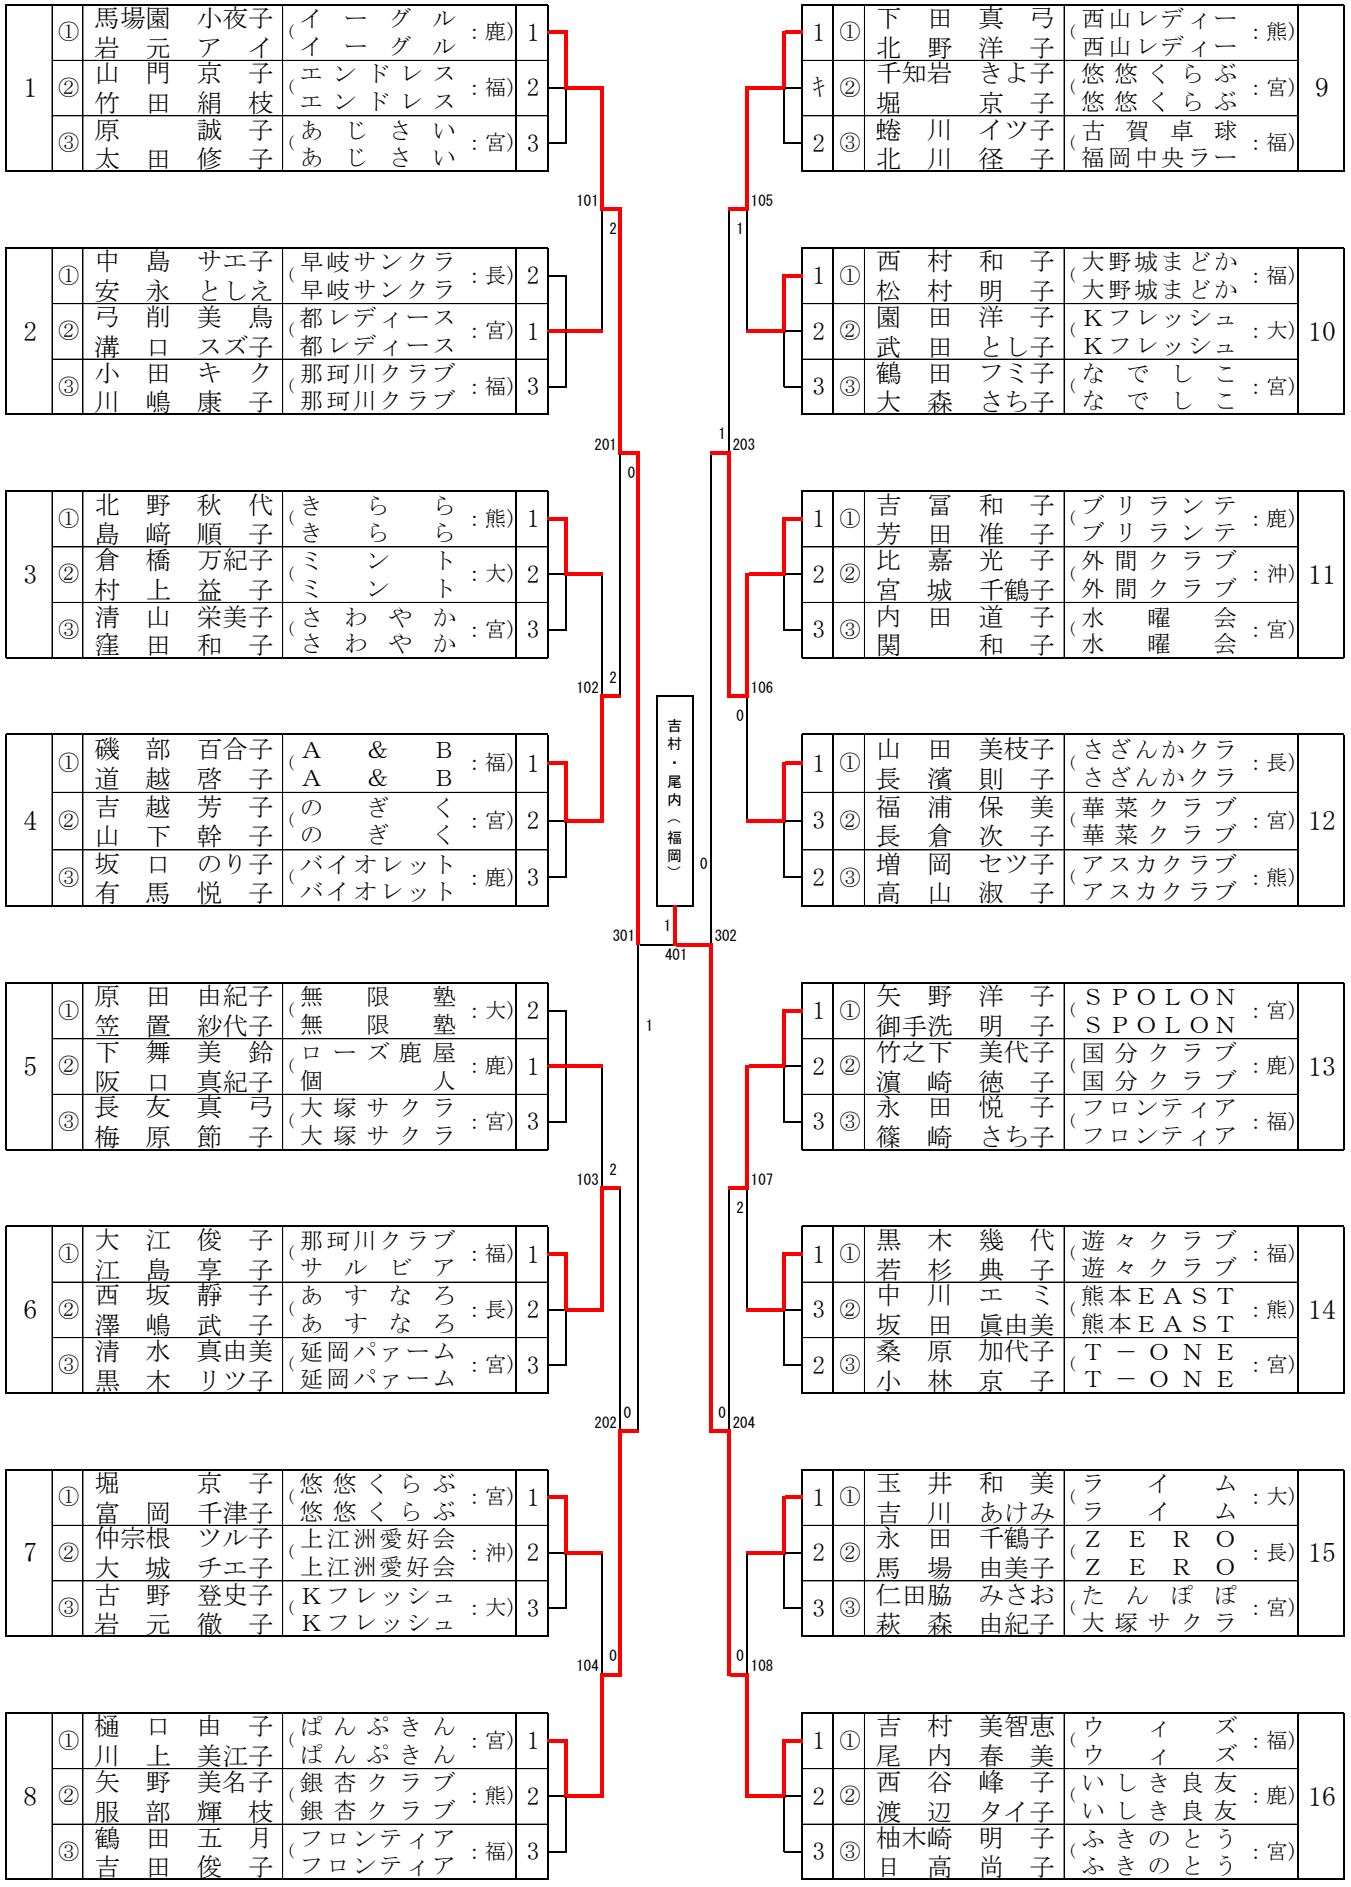 1
① 馬場園 小夜子 (イーグル : 鹿) 1
岩元 アイ イーグル
② 山門 京子 (エンドレス : 福) 2
竹田 絹枝 エンドレス
③ 原 誠子 (あじさい : 宮) 3
太田 修子 あじさい
101
2
2
① 中島 サエ子 (早岐サンクラ : 長) 2
安永 としえ 早岐サンクラ
② 弓削 美鳥 (都レディース : 宮) 1
溝口 スズ子 都レディース
③ 小田 キク (那珂川クラブ : 福) 3
川嶋 康子 那珂川クラブ
201
0
3
① 北野 秋代 (きらら : 熊) 1
島﨑 順子 きらら
② 倉橋 万紀子 (ミント : 大) 2
村上 益子 ミント
③ 清山 栄美子 (さわやか : 宮) 3
窪田 和子 さわやか
102
2
4
① 磯部 百合子 (A&B : 福) 1
道越 啓子 A&B
② 吉越 芳子 (のぎく : 宮) 2
山下 幹子 のぎく
③ 坂口 のり子 (バイオレット : 鹿) 3
有馬 悦子 バイオレット
301
1
5
① 原田 由紀子 (無限塾 : 大) 2
笠置 紗代子 無限塾
② 下舞 美鈴 (ローズ鹿屋 : 鹿) 1
阪口 真紀子 個人
③ 長友 真弓 (大塚サクラ : 宮) 3
梅原 節子 大塚サクラ
103
2
6
① 大江 俊子 (那珂川クラブ : 福) 1
江島 享子 サルビア
② 西坂 靜子 (あすなろ : 長) 2
澤嶋 武子 あすなろ
③ 清水 真由美 (延岡パァーム : 宮) 3
黒木 リツ子 延岡パァーム
202
0
7
① 堀 京子 (悠悠くらぶ : 宮) 1
富岡 千津子 悠悠くらぶ
② 仲宗根 ツル子 (上江洲愛好会 : 沖) 2
大城 チエ子 上江洲愛好会
③ 古野 登史子 (Kフレッシュ : 大) 3
岩元 徹子 Kフレッシュ
104
0
8
① 樋口 由子 (ぱんぷきん : 宮) 1
川上 美江子 ぱんぷきん
② 矢野 美名子 (銀杏クラブ : 熊) 2
服部 輝枝 銀杏クラブ
③ 鶴田 五月 (フロンティア : 福) 3
吉田 俊子 フロンティア
吉村・尾内(福岡)
1
401
1 ① 下田 真弓 (西山レディー : 熊)
北野 洋子 西山レディー
キ ② 千知岩 きよ子 (悠悠くらぶ : 宮)
堀 京子 悠悠くらぶ
2 ③ 蜷川 イツ子 (古賀卓球 : 福)
北川 径子 福岡中央ラー
9
105
1
1 ① 西村 和子 (大野城まどか : 福)
松村 明子 大野城まどか
2 ② 園田 洋子 (Kフレッシュ : 大)
武田 とし子 Kフレッシュ
3 ③ 鶴田 フミ子 (なでしこ : 宮)
大森 さち子 なでしこ
10
1
203
1 ① 吉冨 和子 (ブリランテ : 鹿)
芳田 准子 ブリランテ
2 ② 比嘉 光子 (外間クラブ : 沖)
宮城 千鶴子 外間クラブ
3 ③ 内田 道子 (水曜会 : 宮)
関 和子 水曜会
11
106
0
1 ① 山田 美枝子 (さざんかクラ : 長)
長濱 則子 さざんかクラ
3 ② 福浦 保美 (華菜クラブ : 宮)
長倉 次子 華菜クラブ
2 ③ 増岡 セツ子 (アスカクラブ : 熊)
高山 淑子 アスカクラブ
12
0
302
1 ① 矢野 洋子 (SPOLON : 宮)
御手洗 明子 SPOLON
2 ② 竹之下 美代子 (国分クラブ : 鹿)
濵崎 徳子 国分クラブ
3 ③ 永田 悦子 (フロンティア : 福)
篠崎 さち子 フロンティア
13
107
2
1 ① 黒木 幾代 (遊々クラブ : 福)
若杉 典子 遊々クラブ
3 ② 中川 エミ (熊本EAST : 熊)
坂田 眞由美 熊本EAST
2 ③ 桑原 加代子 (T-ONE : 宮)
小林 京子 T-ONE
14
0
204
1 ① 玉井 和美 (ライム : 大)
吉川 あけみ ライム
2 ② 永田 千鶴子 (ZERO : 長)
馬場 由美子 ZERO
3 ③ 仁田脇 みさお (たんぽぽ : 宮)
萩森 由紀子 大塚サクラ
15
0
108
1 ① 吉村 美智恵 (ウィズ : 福)
尾内 春美 ウィズ
2 ② 西谷 峰子 (いしき良友 : 鹿)
渡辺 タイ子 いしき良友
3 ③ 柚木崎 明子 (ふきのとう : 宮)
日高 尚子 ふきのとう
16